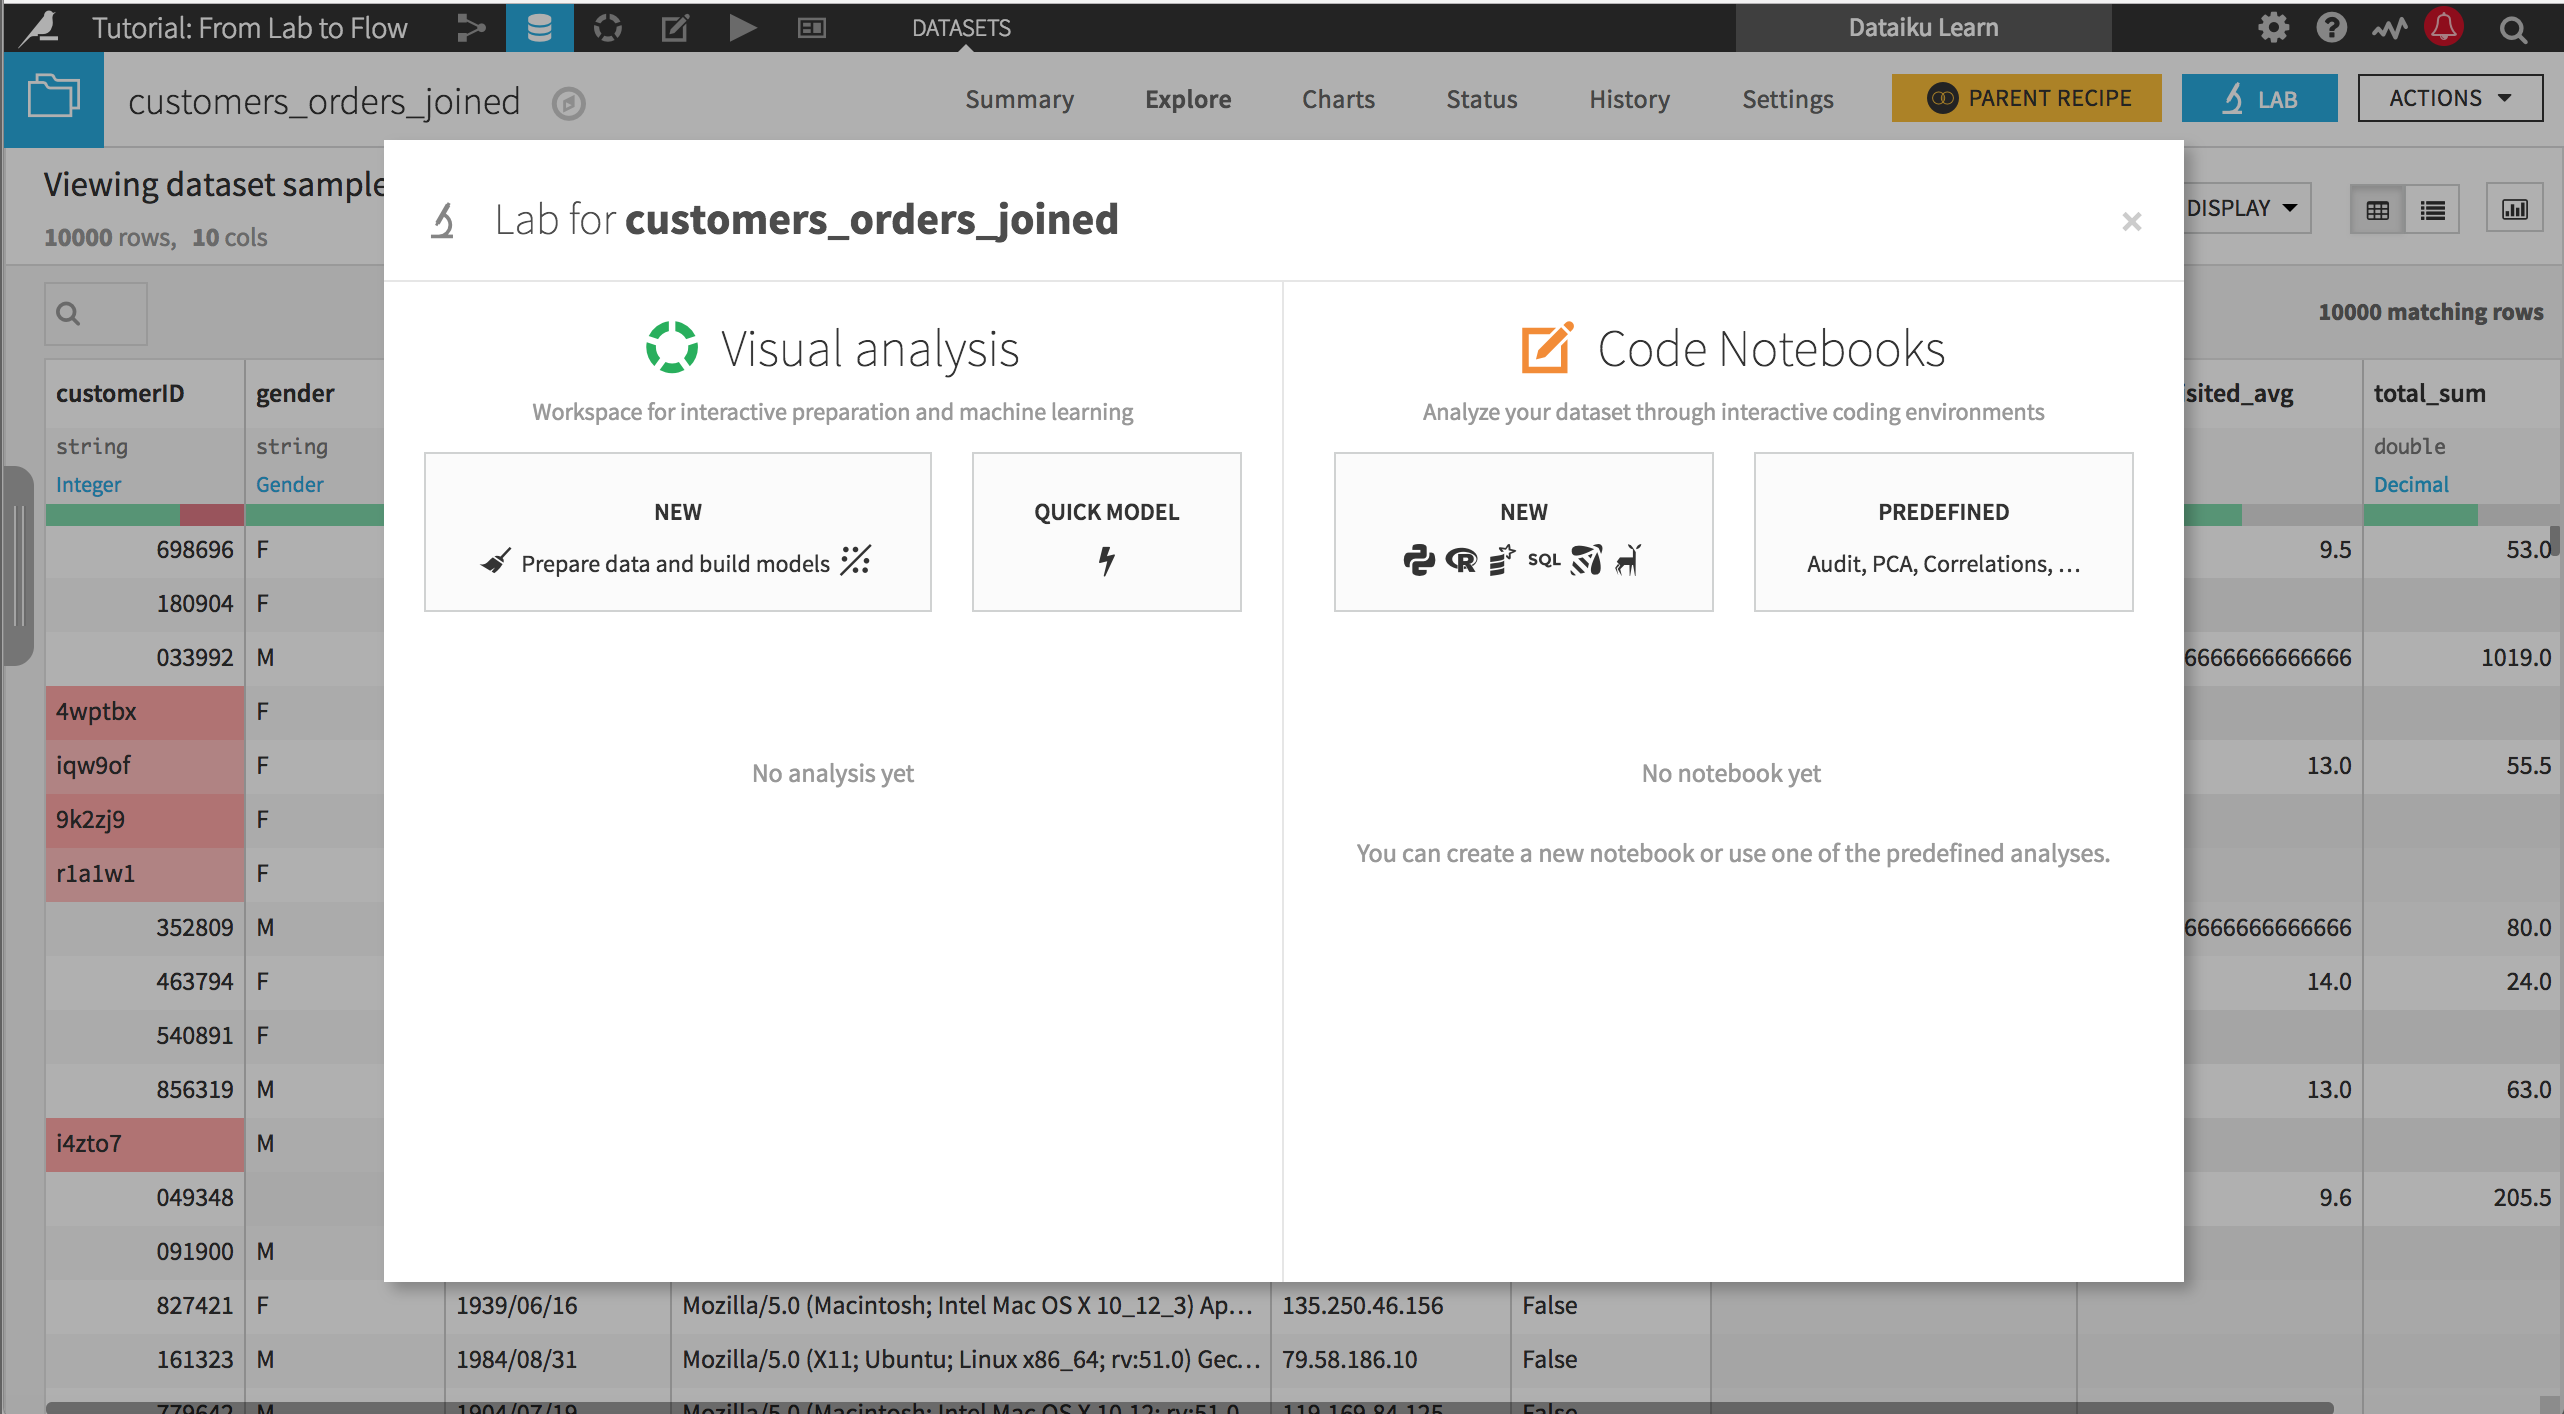 Tutorial: From Lab to Flow DATASETS Dataiku Learn
customers_orders_joined Summary Explore Charts Status History Settings PARENT RECIPE LAB ACTIONS
Viewing dataset sample
10000 rows, 10 cols
DISPLAY
Lab for customers_orders_joined
×
10000 matching rows
Visual analysis
Workspace for interactive preparation and machine learning
NEW
Prepare data and build models
QUICK MODEL
No analysis yet
Code Notebooks
Analyze your dataset through interactive coding environments
NEW
R SQL
PREDEFINED
Audit, PCA, Correlations, ...
No notebook yet
You can create a new notebook or use one of the predefined analyses.
customerID gender isited_avg total_sum
string string double
Integer Gender Decimal
698696 F 9.5 53.0
180904 F
033992 M 6666666666666 1019.0
4wptbx F
iqw9of F 13.0 55.5
9k2zj9 F
r1a1w1 F
352809 M 6666666666666 80.0
463794 F 14.0 24.0
540891 F
856319 M 13.0 63.0
i4zto7 M
049348 9.6 205.5
091900 M
827421 F 1939/06/16 Mozilla/5.0 (Macintosh; Intel Mac OS X 10_12_3) Ap... 135.250.46.156 False
161323 M 1984/08/31 Mozilla/5.0 (X11; Ubuntu; Linux x86_64; rv:51.0) Gec... 79.58.186.10 False
779642 M 1904/07/19 Mozilla/5.0 (Macintosh; Intel Mac OS X 10.12; rv:51.0 119.169.84.125 False